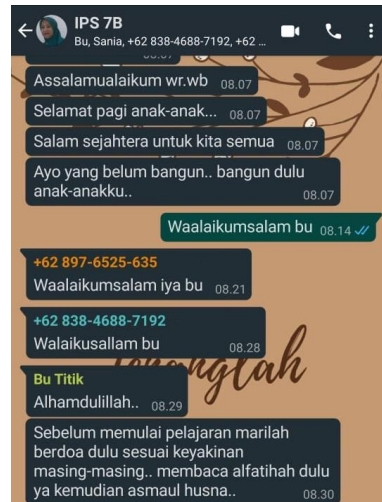 IPS 7B
Bu, Sania, +62 838-4688-7192, +62 ...
Assalamualaikum wr.wb 08.07
Selamat pagi anak-anak... 08.07
Salam sejahtera untuk kita semua 08.07
Ayo yang belum bangun.. bangun dulu
anak-anakku.. 08.07
Waalaikumsalam bu 08.14
+62 897-6525-635
Waalaikumsalam iya bu 08.21
+62 838-4688-7192
Walaikusallam bu 08.28
Bu Titik
Alhamdulillah.. 08.29
Sebelum memulai pelajaran marilah
berdoa dulu sesuai keyakinan
masing-masing.. membaca alfatihah dulu
ya kemudian asmaul husna.. 08.30